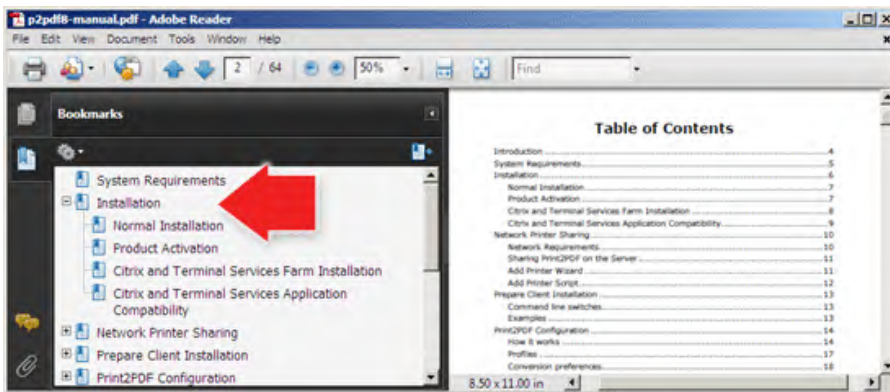 p2pdf8-manual.pdf - Adobe Reader
File Edit View Document Tools Window Help
2 / 64 50% Find
Bookmarks
System Requirements
Installation
Normal Installation
Product Activation
Citrix and Terminal Services Farm Installation
Citrix and Terminal Services Application
Compatibility
Network Printer Sharing
Prepare Client Installation
Print2PDF Configuration
Table of Contents
Introduction 4
System Requirements 5
Installation 6
Normal Installation 7
Product Activation 7
Citrix and Terminal Services Farm Installation 8
Citrix and Terminal Services Application Compatibility 9
Network Printer Sharing 10
Network Requirements 10
Sharing Print2PDF on the Server 11
Add Printer Wizard 11
Add Printer Script 12
Prepare Client Installation 13
Command line switches 13
Examples 13
Print2PDF Configuration 14
How it works 14
Profiles 17
Conversion preferences 18
8.50 x 11.00 in